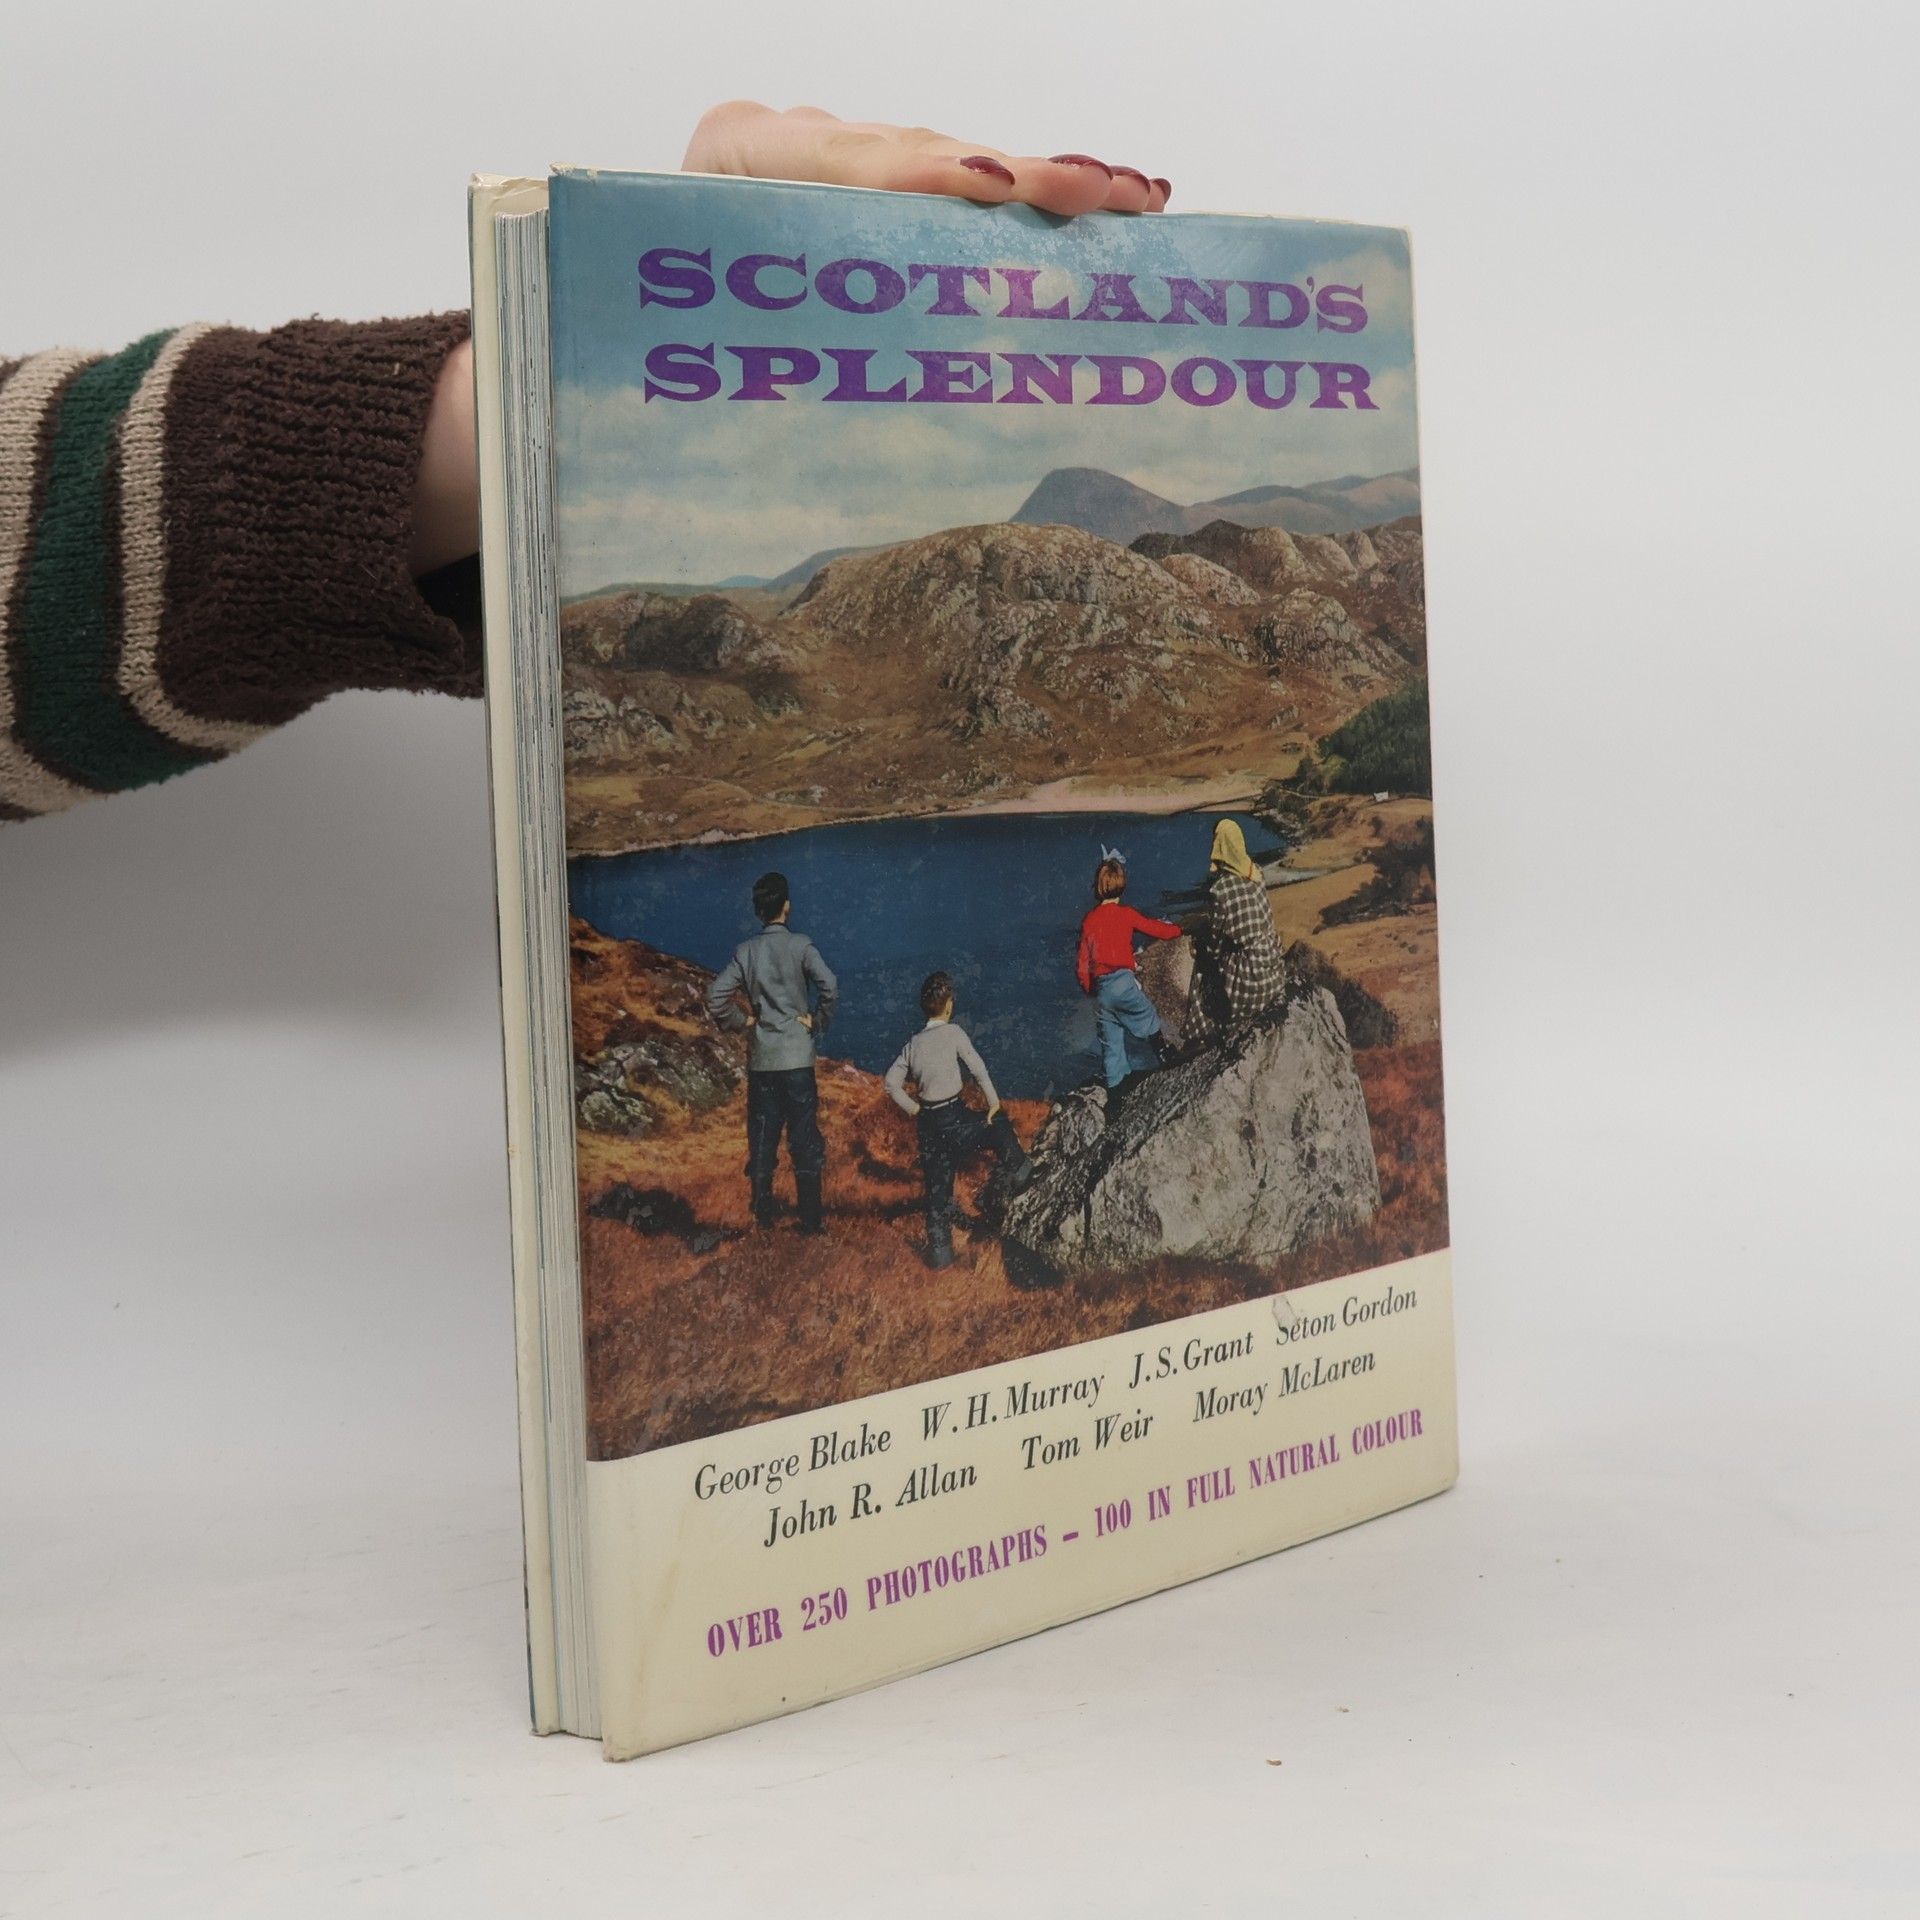 SCOTLAND'S
SPLENDOUR
George Blake W. H. Murray J. S. Grant Seton Gordon
John R. Allan Tom Weir Moray McLaren
OVER 250 PHOTOGRAPHS – 100 IN FULL NATURAL COLOUR